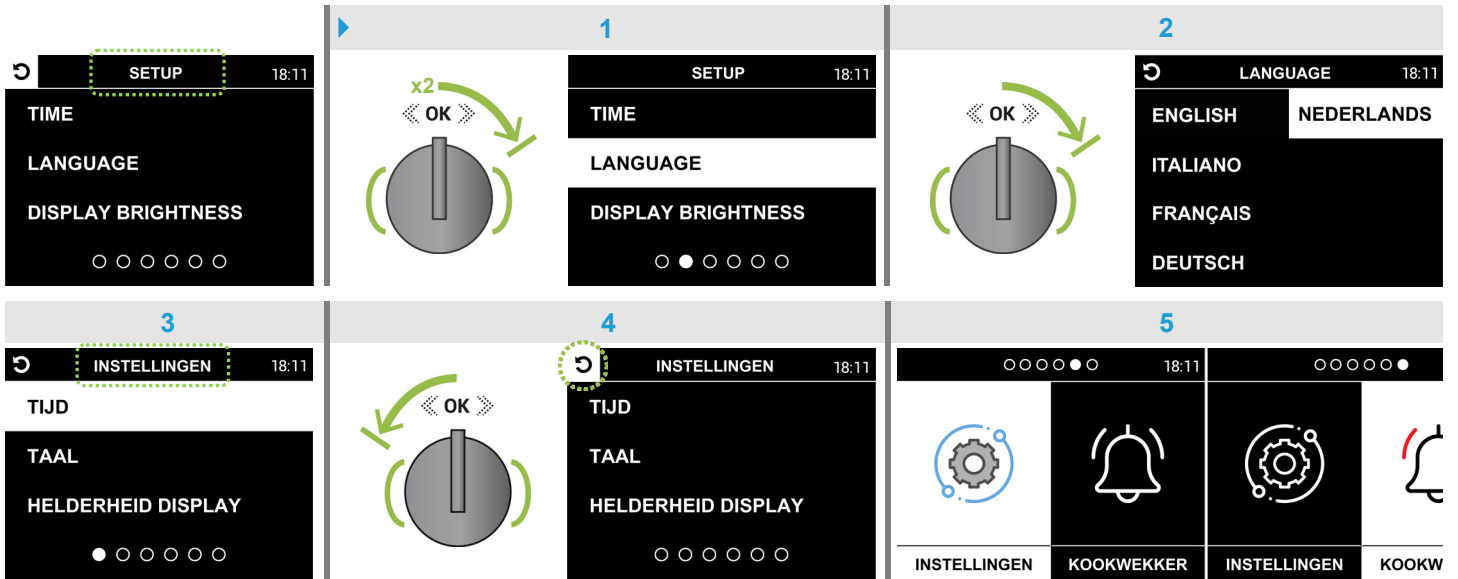 1
2
SETUP 18:11
TIME
LANGUAGE
DISPLAY BRIGHTNESS
x2
OK
SETUP 18:11
TIME
LANGUAGE
DISPLAY BRIGHTNESS
OK
LANGUAGE 18:11
ENGLISH NEDERLANDS
ITALIANO
FRANÇAIS
DEUTSCH
3
4
5
INSTELLINGEN 18:11
TIJD
TAAL
HELDERHEID DISPLAY
OK
INSTELLINGEN 18:11
TIJD
TAAL
HELDERHEID DISPLAY
18:11
INSTELLINGEN KOOKWEKKER
INSTELLINGEN KOOKW